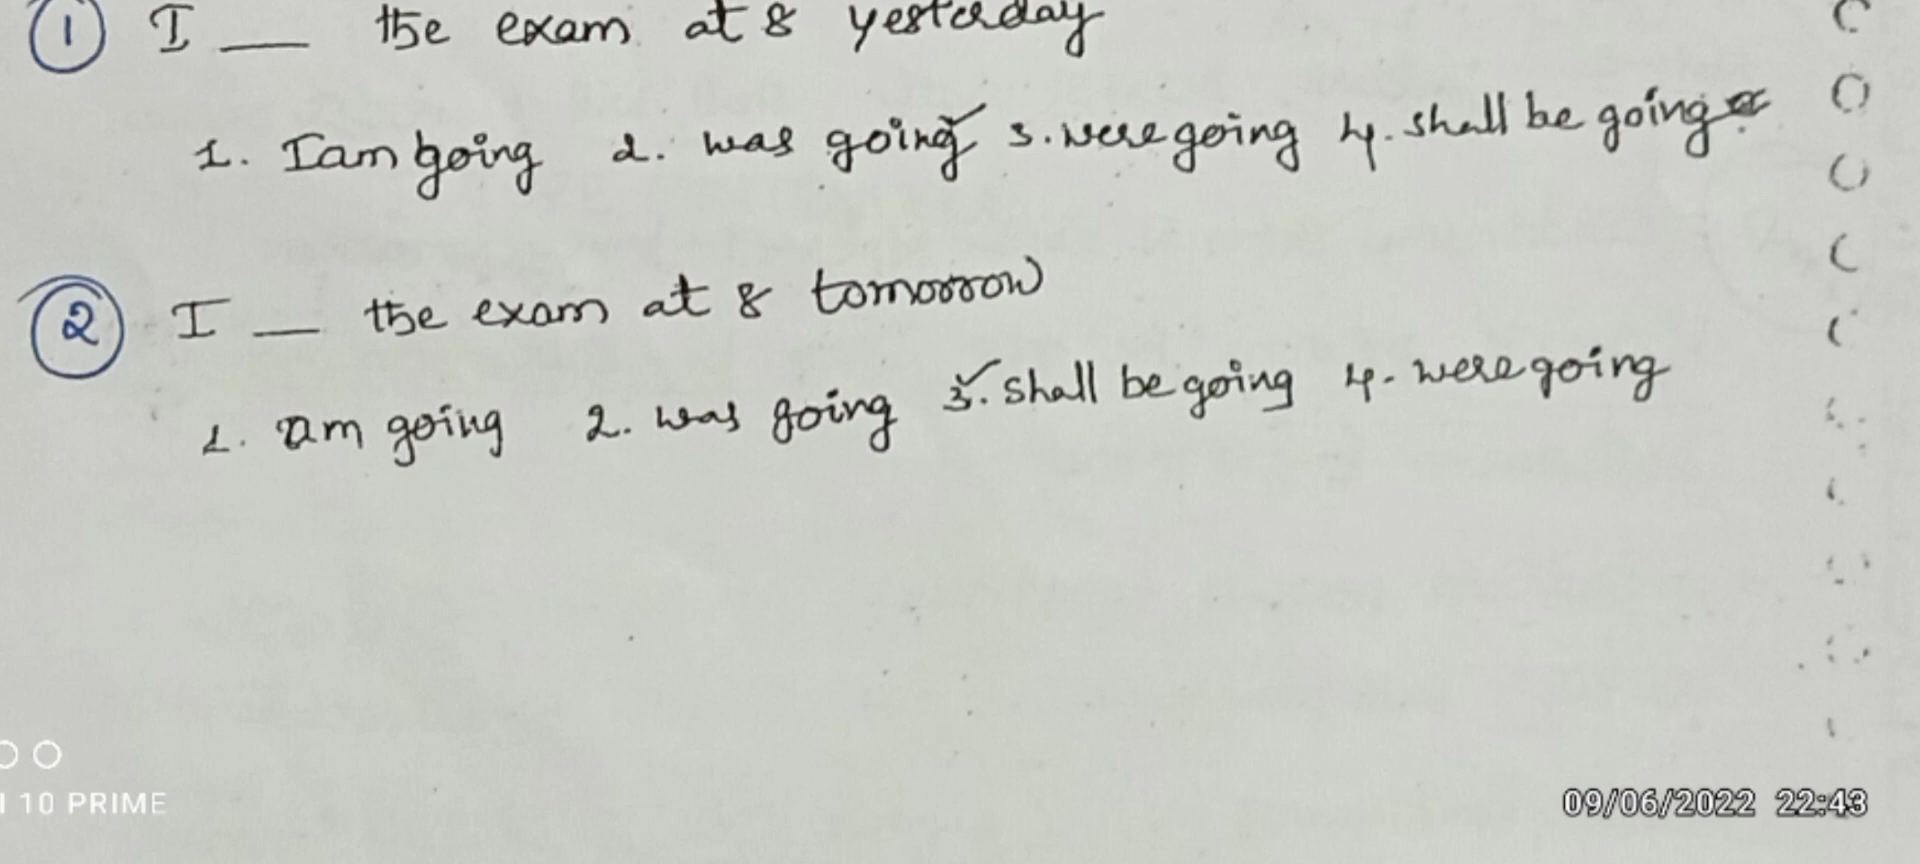 1 I __ the exam at 8 yesterday
1. I am going 2. was going 3. were going 4. shall be going
2 I __ the exam at 8 tomorrow
1. am going 2. was going 3. shall be going 4. were going
10 PRIME
09/06/2022 22:43